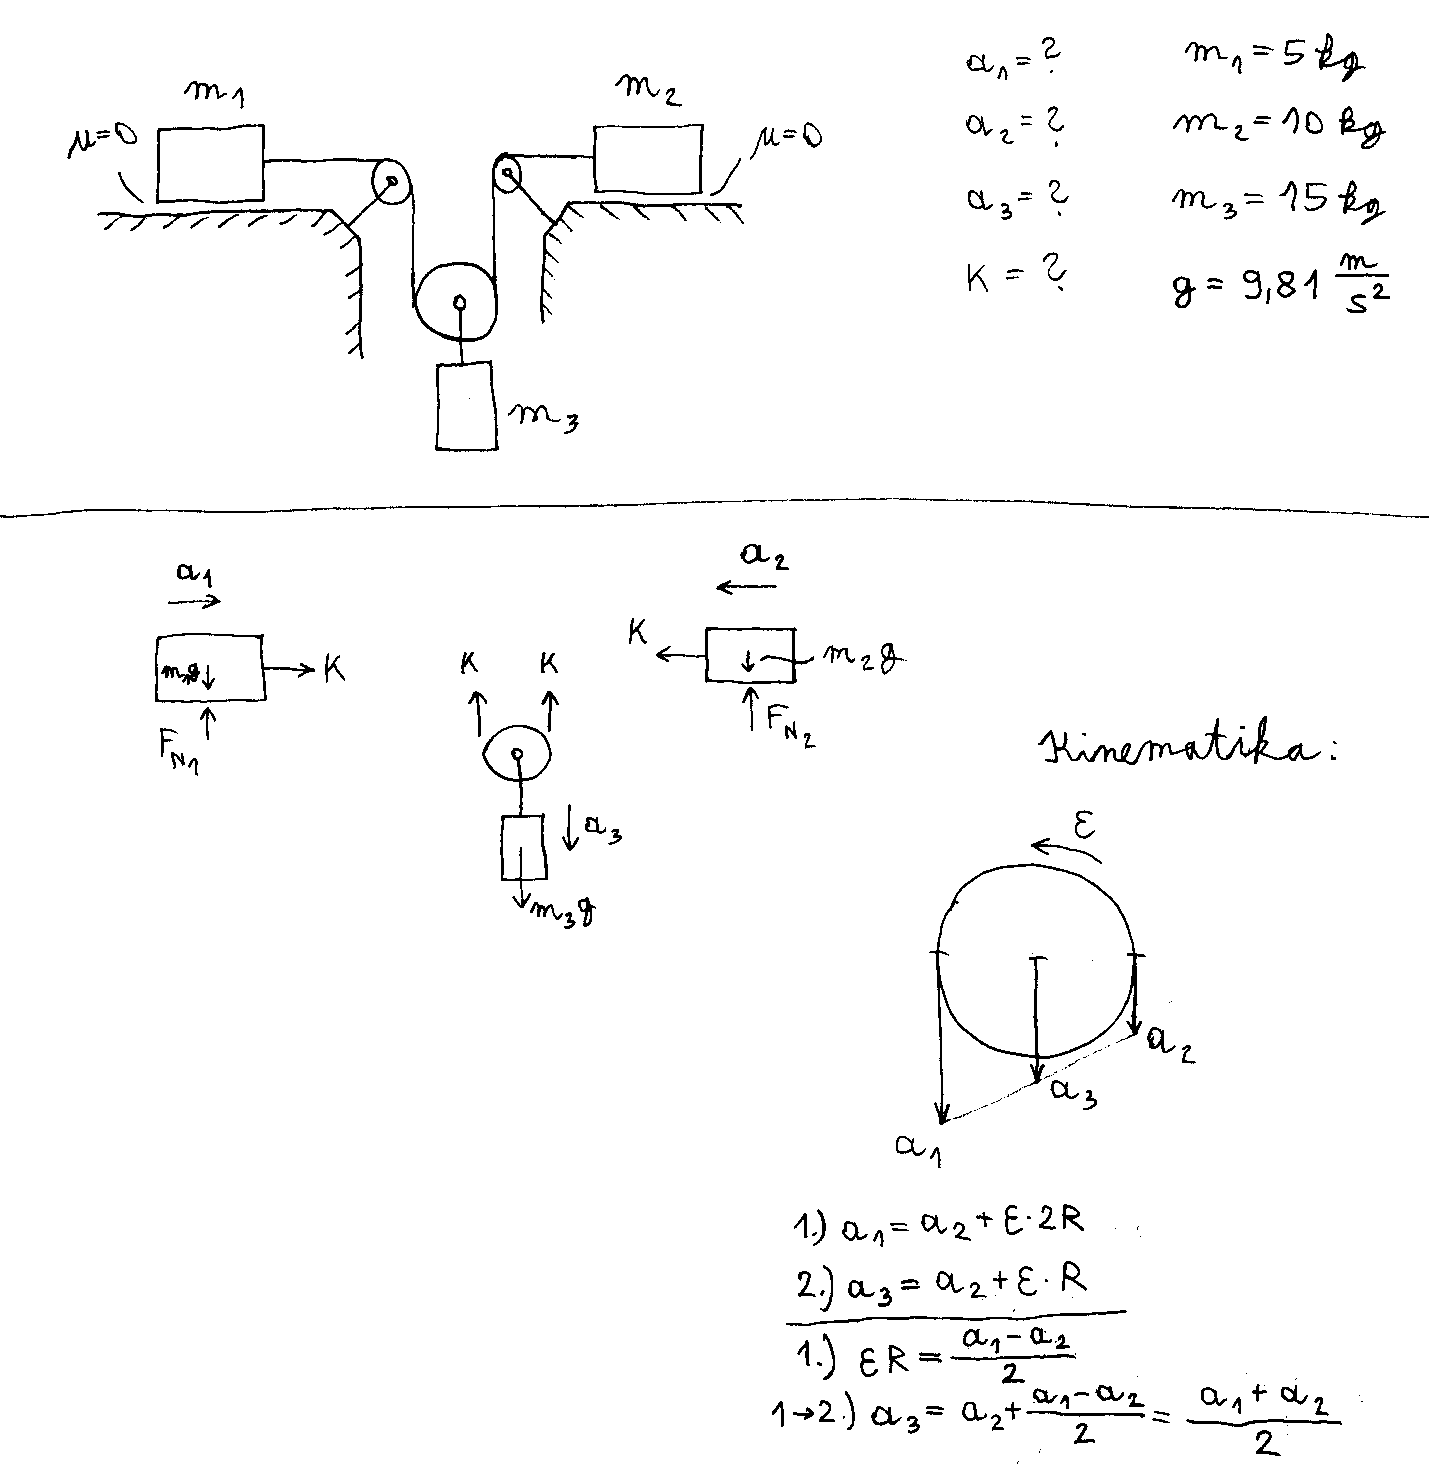 m₁
m₂
μ=0
μ=0
m₃
a₁ = ?
m₁ = 5 kg
a₂ = ?
m₂ = 10 kg
a₃ = ?
m₃ = 15 kg
K = ?
g = 9,81 m/s²
a₁
m₁g
K
F_N₁
K K
a₃
m₃g
a₂
K
m₂g
F_N₂
Kinematika:
ε
a₂
a₃
a₁
1.) a₁ = a₂ + ε·2R
2.) a₃ = a₂ + ε·R
1.) εR = (a₁-a₂)/2
1→2.) a₃ = a₂ + (a₁-a₂)/2 = (a₁+a₂)/2